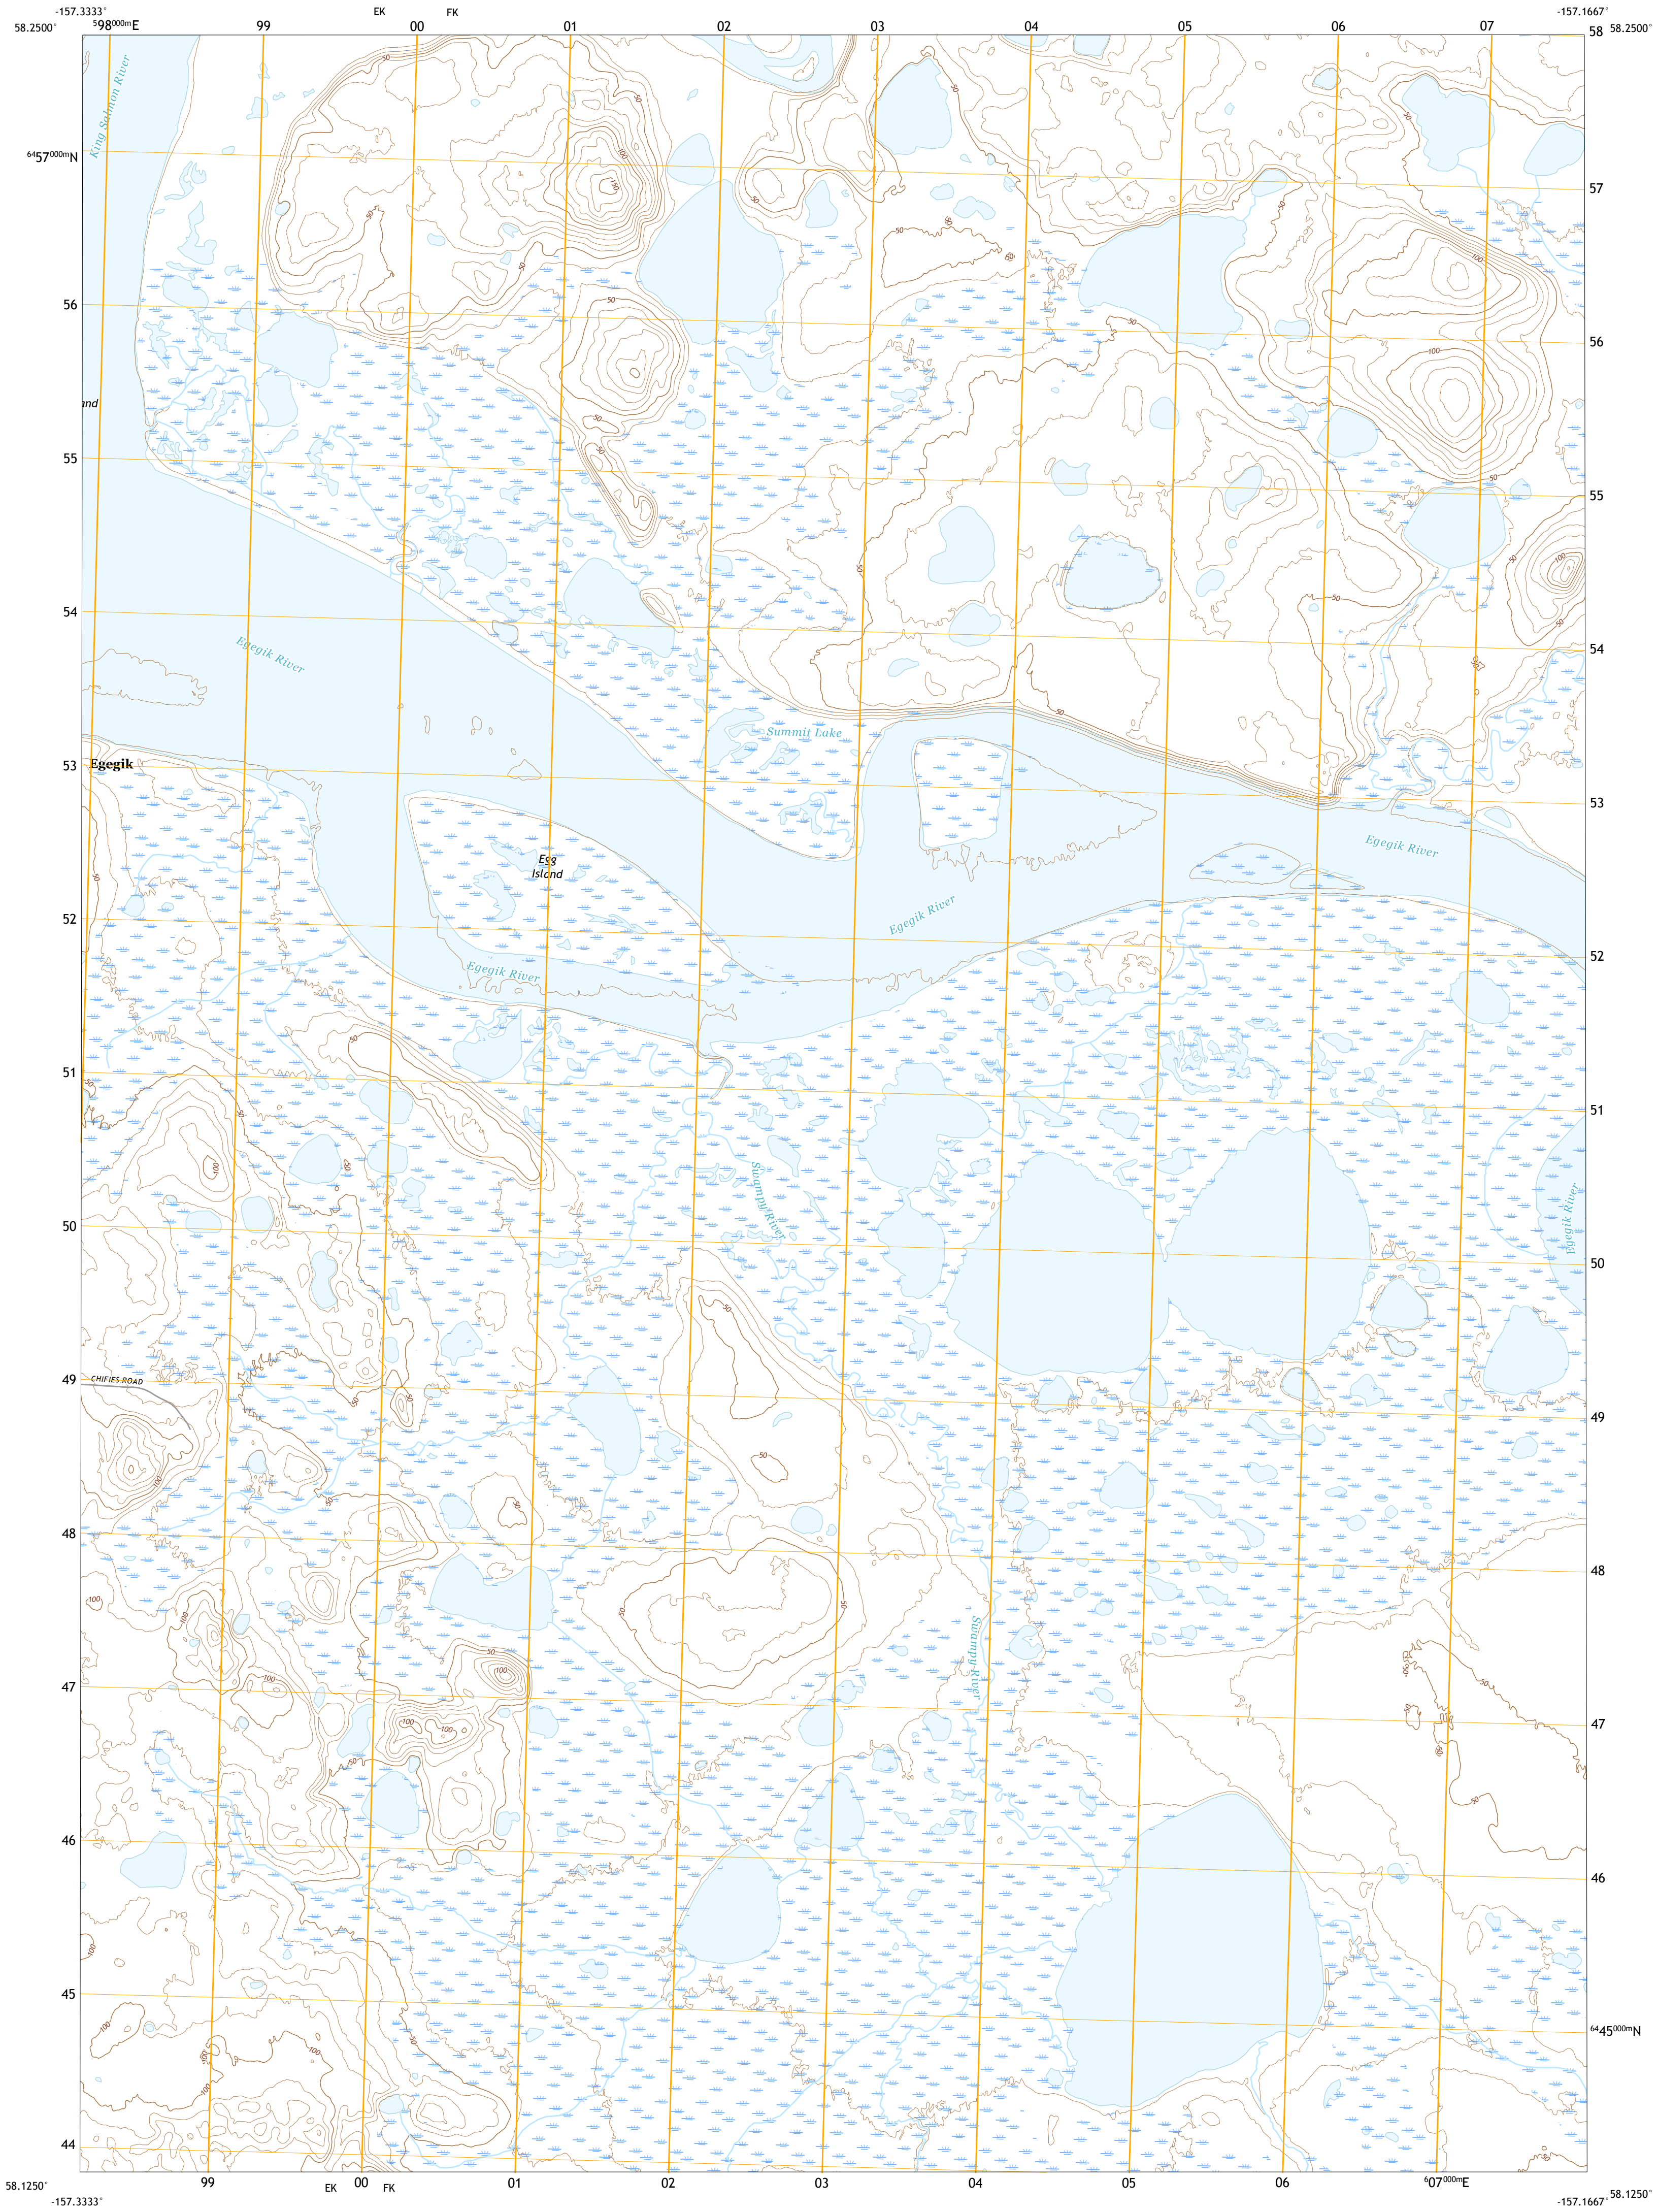 -157.3333°
EK FK
-157.1667°
58.2500°
⁵98⁰⁰⁰ᵐE 99 00 01 02 03 04 05 06 07 58
58.2500°
King Salmon River
⁶⁴57⁰⁰⁰ᵐN
57
56
56
nd
55
55
54
54
Egegik River
Summit Lake
Egegik
53
53
Egegik River
Egg
Island
Egegik River
52
52
Egegik River
51
51
Swampy River
Egegik River
50
50
CHIFIES ROAD
49
49
48
48
Swampy River
47
47
46
46
45
⁶⁴45⁰⁰⁰ᵐN
44
58.1250°
99 00 01 02 03 04 05 06 ⁶07⁰⁰⁰ᵐE
58.1250°
EK FK
-157.3333°
-157.1667°